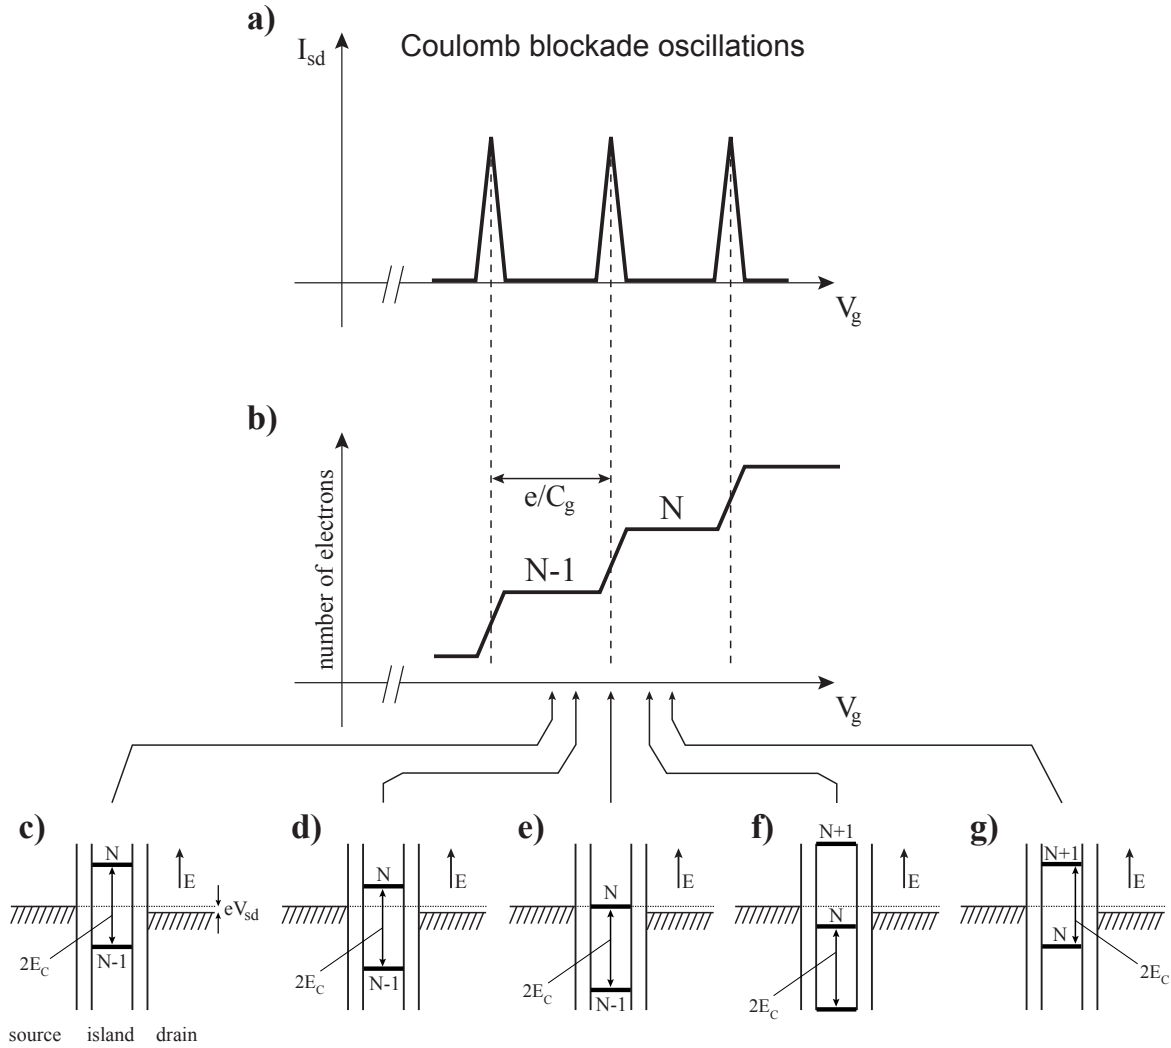 a)
I_sd
Coulomb blockade oscillations
V_g
b)
number of electrons
e/C_g
N
N-1
V_g
c)
d)
e)
f)
g)
N
E
eV_sd
2E_C
N-1
source island drain
N
E
2E_C
N-1
N
E
2E_C
N-1
N+1
E
N
2E_C
N+1
E
N
2E_C